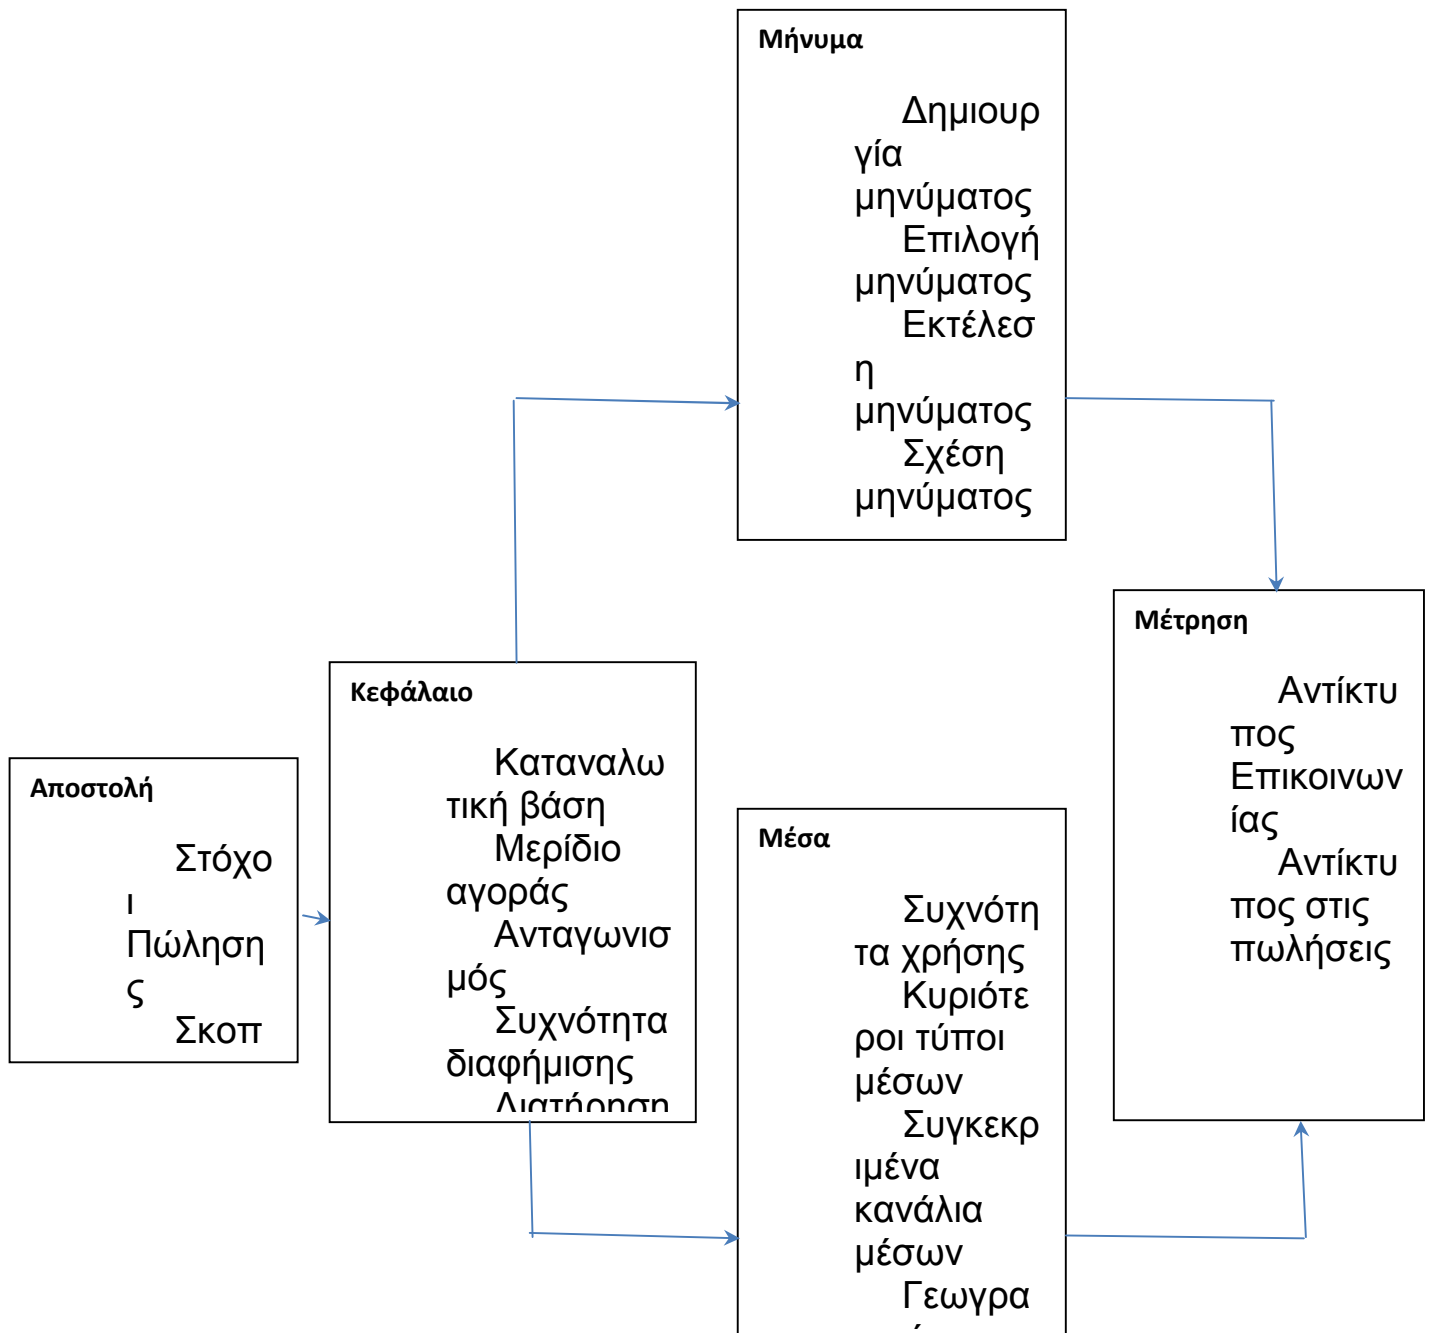 Μήνυμα
Δημιουρ
γία
μηνύματος
Επιλογή
μηνύματος
Εκτέλεσ
η
μηνύματος
Σχέση
μηνύματος
Μέτρηση
Αντίκτυ
πος
Επικοινων
ίας
Αντίκτυ
πος στις
πωλήσεις
Κεφάλαιο
Καταναλω
τική βάση
Μερίδιο
αγοράς
Ανταγωνισ
μός
Συχνότητα
διαφήμισης
Διατήρηση
Αποστολή
Στόχο
ι
Πώληση
ς
Σκοπ
Μέσα
Συχνότη
τα χρήσης
Κυριότε
ροι τύποι
μέσων
Συγκεκρ
ιμένα
κανάλια
μέσων
Γεωγρα